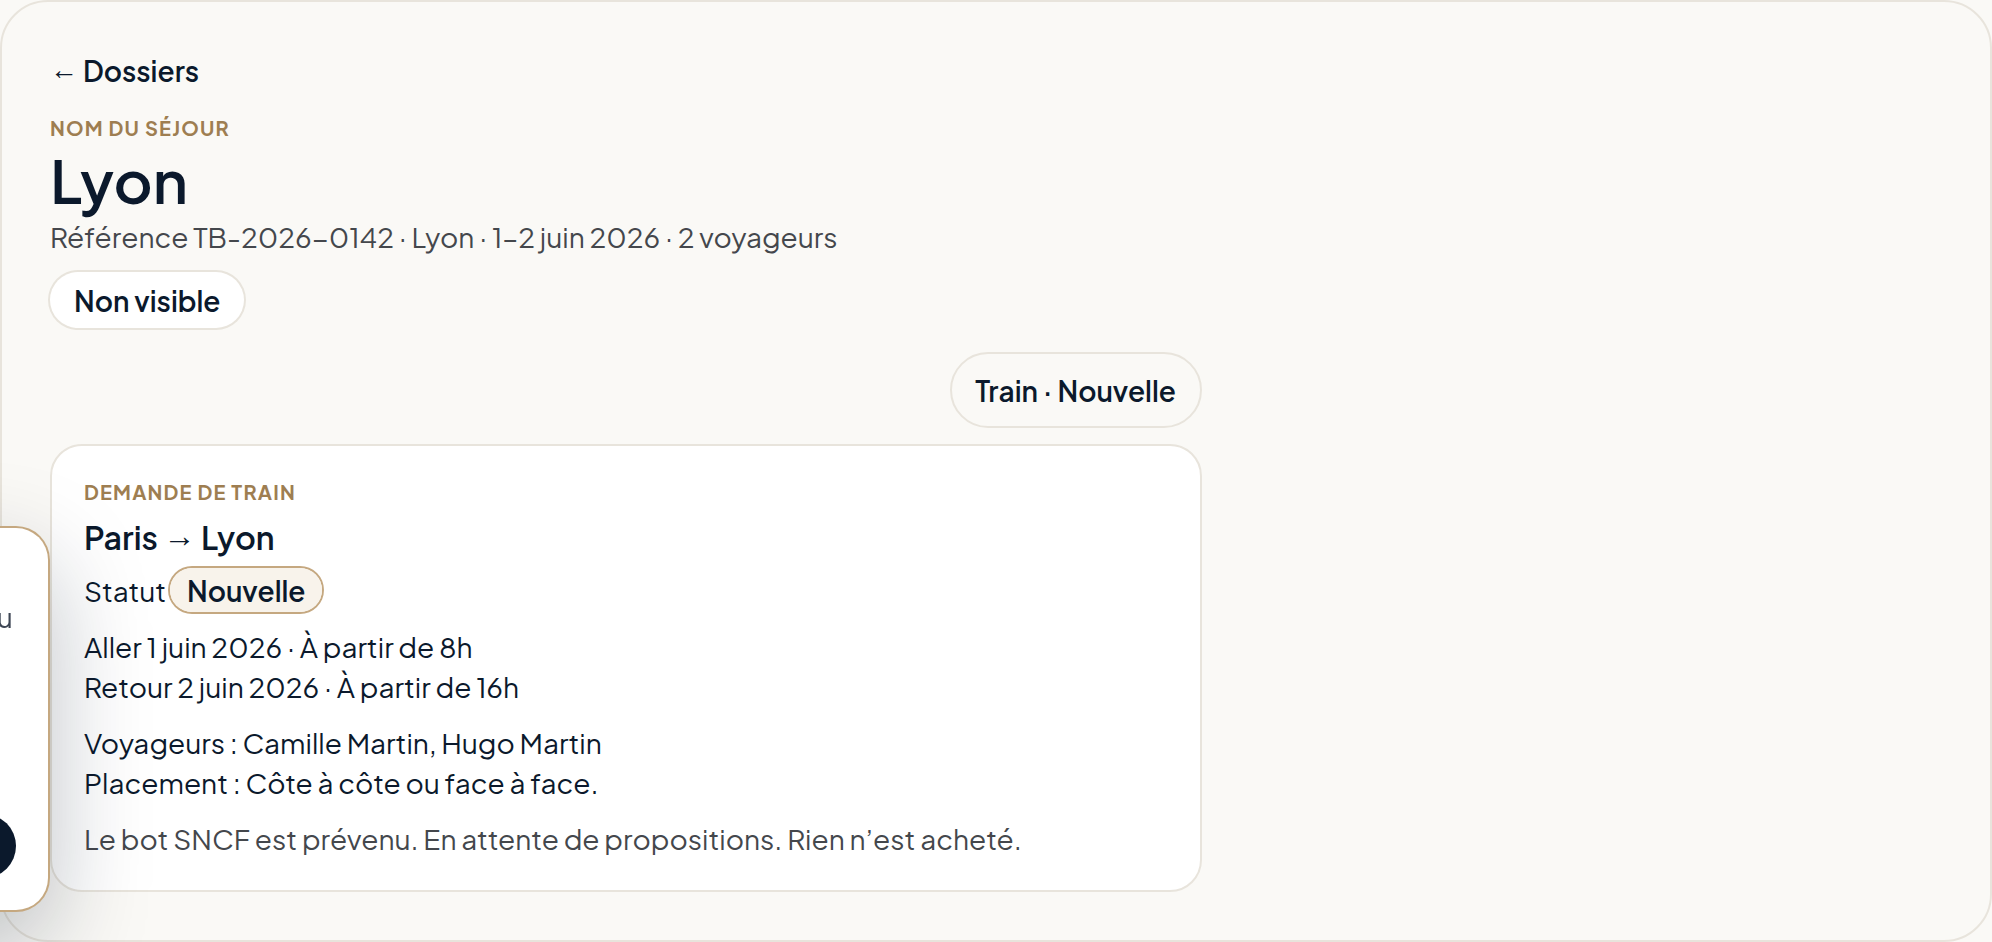 ← Dossiers
NOM DU SÉJOUR
Lyon
Référence TB-2026-0142 · Lyon · 1–2 juin 2026 · 2 voyageurs
Non visible
Train · Nouvelle
DEMANDE DE TRAIN
Paris → Lyon
Statut Nouvelle
Aller 1 juin 2026 · À partir de 8h
Retour 2 juin 2026 · À partir de 16h
Voyageurs : Camille Martin, Hugo Martin
Placement : Côte à côte ou face à face.
Le bot SNCF est prévenu. En attente de propositions. Rien n’est acheté.